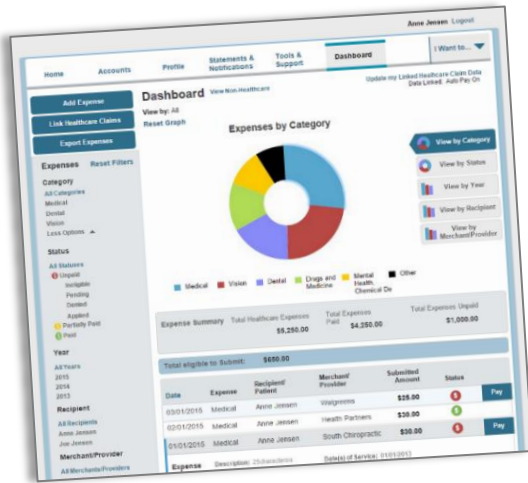 Anne Jensen Logout
Home Accounts Profile Statements & Notifications Tools & Support Dashboard I Want to...
Add Expense
Link Healthcare Claims
Export Expenses
Dashboard View Non-Healthcare
Update my Linked Healthcare Claim Data
Data Linked: Auto Pay On
View by: All
Reset Graph
Expenses by Category
View by Category
View by Status
View by Year
View by Recipient
View by
Merchant/Provider
Medical Vision Dental Drugs and Medicine Mental Health, Chemical De Other
Expenses Reset Filters
Category
All Categories
Medical
Dental
Vision
Less Options
Status
All Statuses
Unpaid
Ineligible
Pending
Denied
Applied
Partially Paid
Paid
Year
All Years
2015
2014
2013
Recipient
All Recipients
Anne Jensen
Joe Jensen
Merchant/Provider
All Merchants/Providers
Expense Summary Total Healthcare Expenses $5,250.00 Total Expenses Paid $4,250.00 Total Expenses Unpaid $1,000.00
Total eligible to Submit: $650.00
Date Expense Recipient/Patient Merchant/Provider Submitted Amount Status
03/01/2015 Medical Anne Jensen Walgreens $25.00 Pay
02/01/2015 Medical Anne Jensen Health Partners $30.00
01/01/2015 Medical Anne Jensen South Chiropractic $30.00 Pay
Expense Description: Date(s) of Service: 01/01/2013